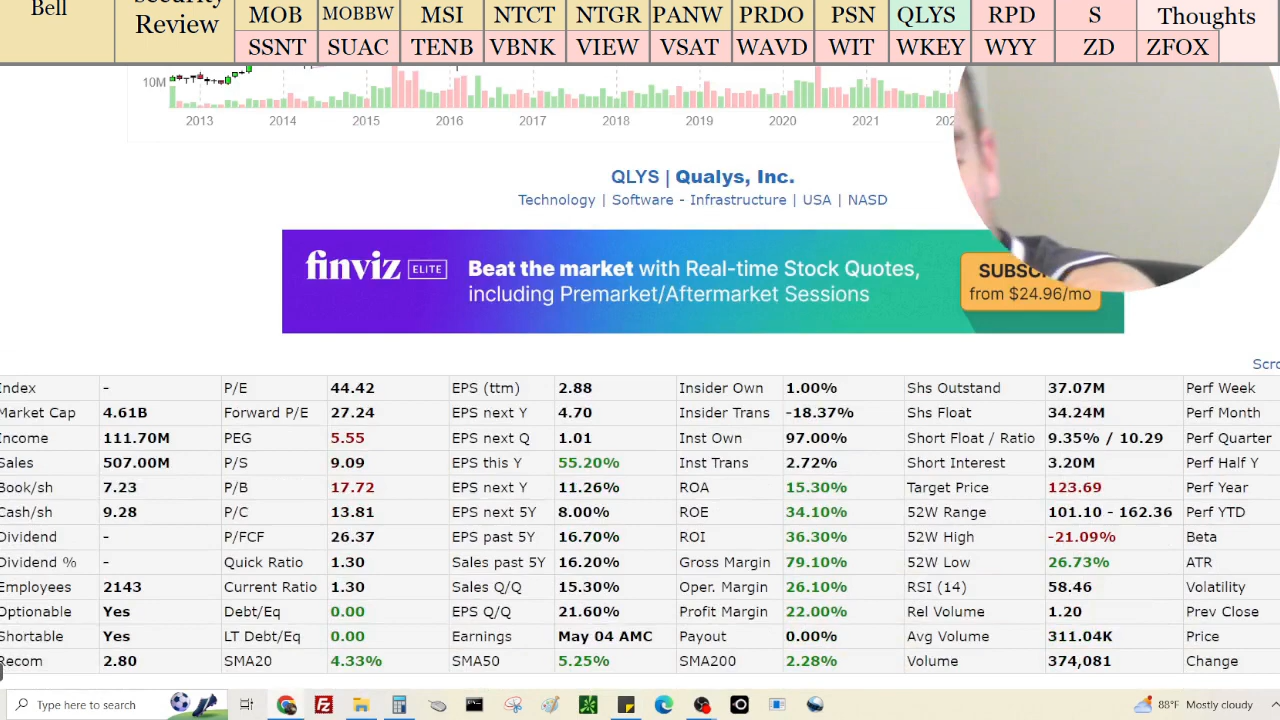 Bell
Security
Review
MOB MOBBW MSI NTCT NTGR PANW PRDO PSN QLYS RPD S Thoughts
SSNT SUAC TENB VBNK VIEW VSAT WAVD WIT WKEY WYY ZD ZFOX
10M
2013 2014 2015 2016 2017 2018 2019 2020 2021
QLYS | Qualys, Inc.
Technology | Software - Infrastructure | USA | NASD
finviz ELITE Beat the market with Real-time Stock Quotes,
including Premarket/Aftermarket Sessions
from $24.96/mo
Index - P/E 44.42 EPS (ttm) 2.88 Insider Own 1.00% Shs Outstand 37.07M Perf Week
Market Cap 4.61B Forward P/E 27.24 EPS next Y 4.70 Insider Trans -18.37% Shs Float 34.24M Perf Month
Income 111.70M PEG 5.55 EPS next Q 1.01 Inst Own 97.00% Short Float / Ratio 9.35% / 10.29 Perf Quarter
Sales 507.00M P/S 9.09 EPS this Y 55.20% Inst Trans 2.72% Short Interest 3.20M Perf Half Y
Book/sh 7.23 P/B 17.72 EPS next Y 11.26% ROA 15.30% Target Price 123.69 Perf Year
Cash/sh 9.28 P/C 13.81 EPS next 5Y 8.00% ROE 34.10% 52W Range 101.10 - 162.36 Perf YTD
Dividend - P/FCF 26.37 EPS past 5Y 16.70% ROI 36.30% 52W High -21.09% Beta
Dividend % - Quick Ratio 1.30 Sales past 5Y 16.20% Gross Margin 79.10% 52W Low 26.73% ATR
Employees 2143 Current Ratio 1.30 Sales Q/Q 15.30% Oper. Margin 26.10% RSI (14) 58.46 Volatility
Optionable Yes Debt/Eq 0.00 EPS Q/Q 21.60% Profit Margin 22.00% Rel Volume 1.20 Prev Close
Shortable Yes LT Debt/Eq 0.00 Earnings May 04 AMC Payout 0.00% Avg Volume 311.04K Price
Recom 2.80 SMA20 4.33% SMA50 5.25% SMA200 2.28% Volume 374,081 Change
Type here to search 88°F Mostly cloudy